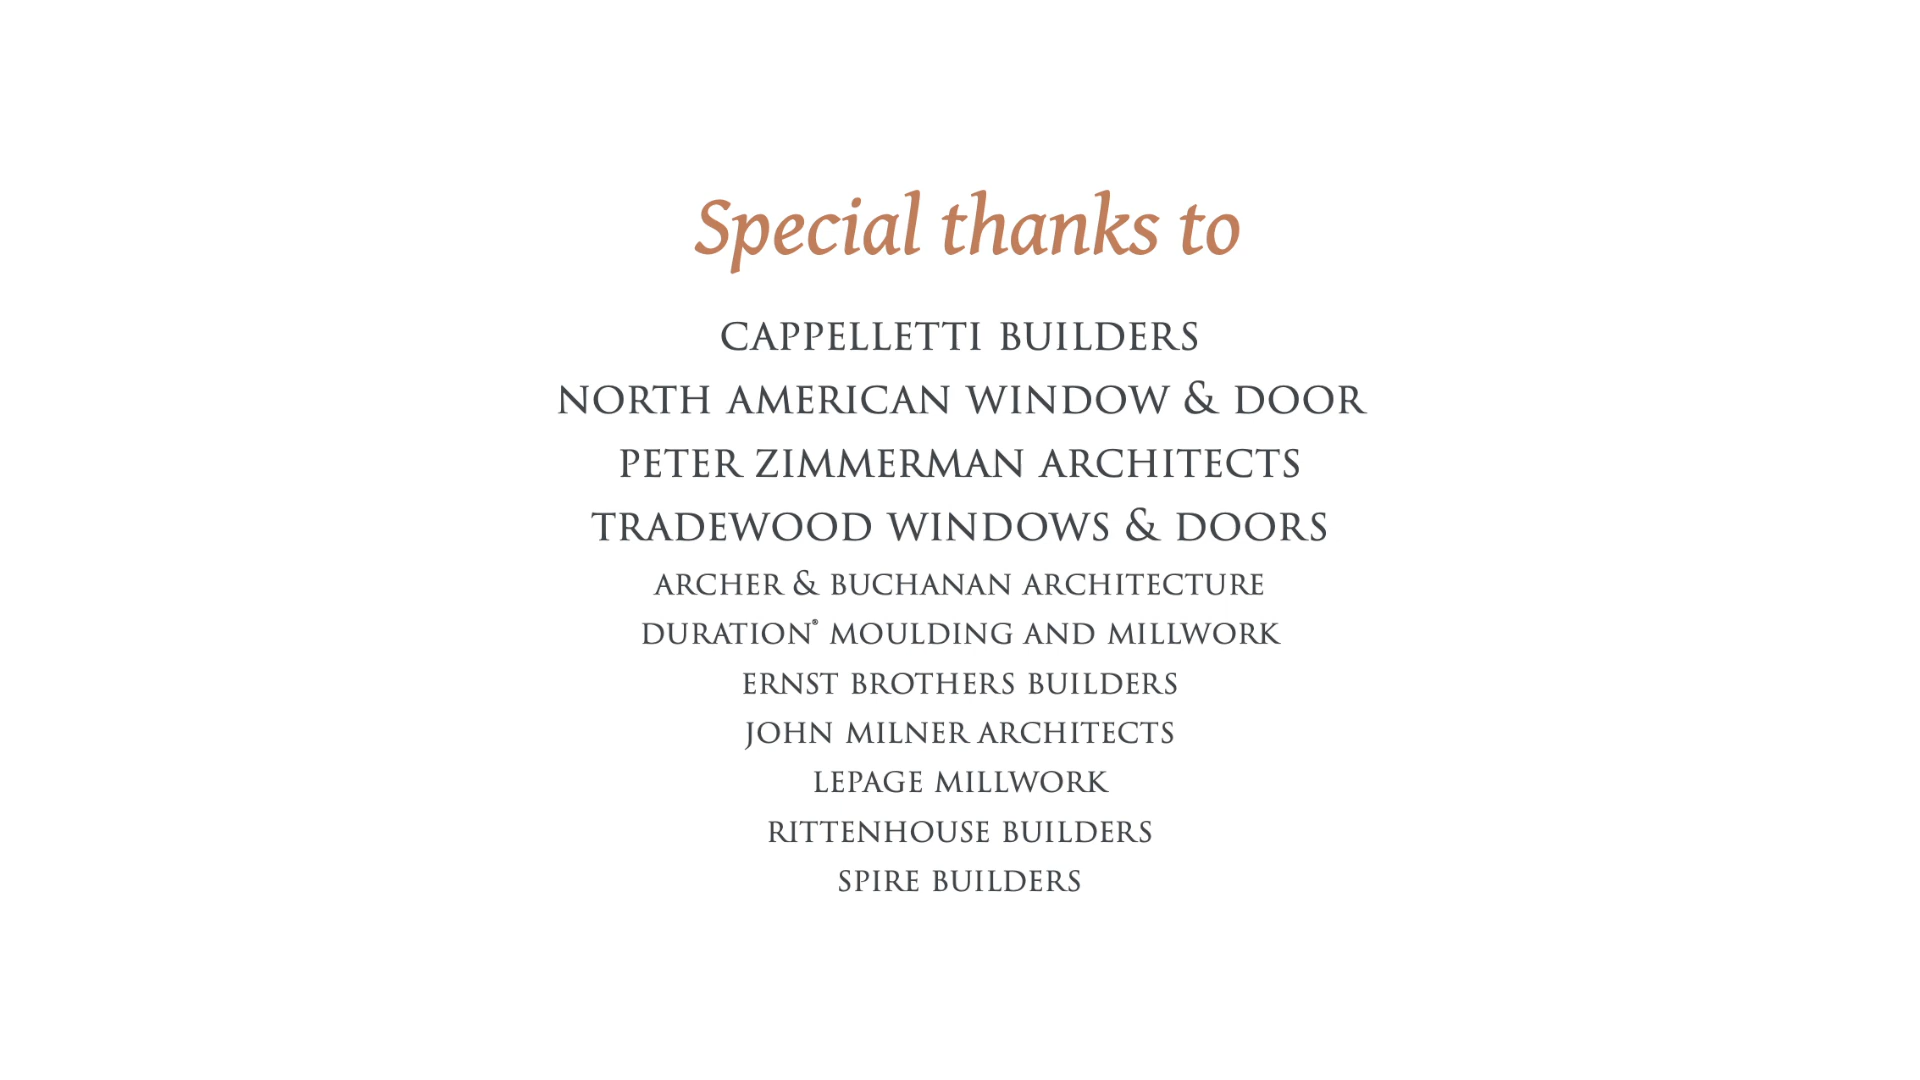 Special thanks to
CAPPELLETTI BUILDERS
NORTH AMERICAN WINDOW & DOOR
PETER ZIMMERMAN ARCHITECTS
TRADEWOOD WINDOWS & DOORS
ARCHER & BUCHANAN ARCHITECTURE
DURATION® MOULDING AND MILLWORK
ERNST BROTHERS BUILDERS
JOHN MILNER ARCHITECTS
LEPAGE MILLWORK
RITTENHOUSE BUILDERS
SPIRE BUILDERS